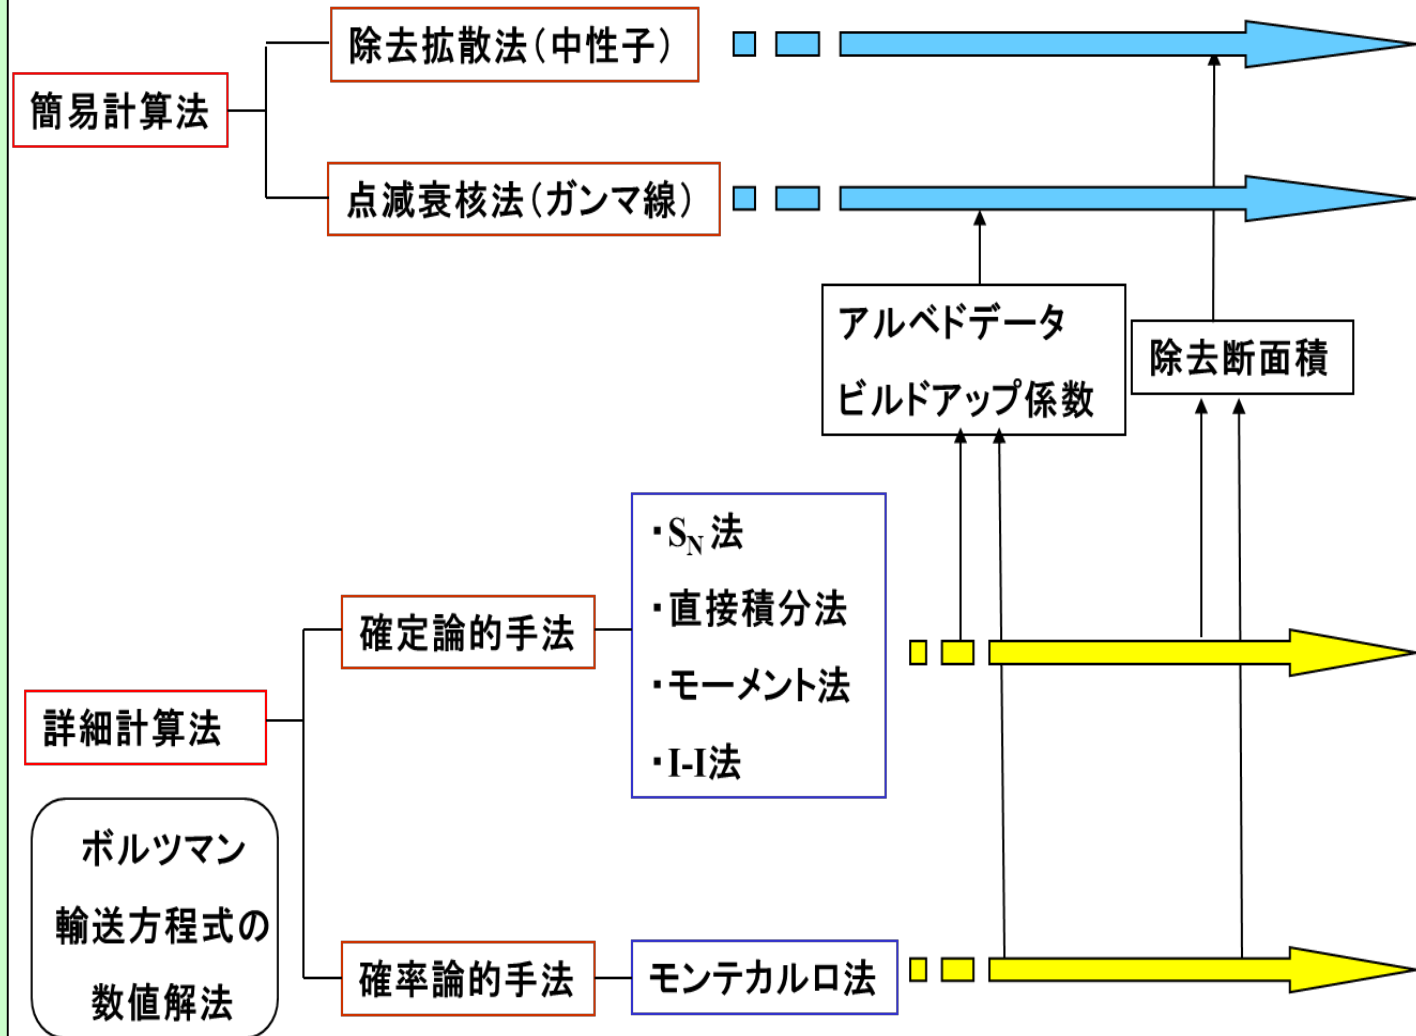 除去拡散法(中性子)
簡易計算法
点減衰核法(ガンマ線)
アルベドデータ
ビルドアップ係数
除去断面積
・SN法
・直接積分法
・モーメント法
・I-I法
確定論的手法
詳細計算法
ボルツマン
輸送方程式の
数値解法
確率論的手法
モンテカルロ法